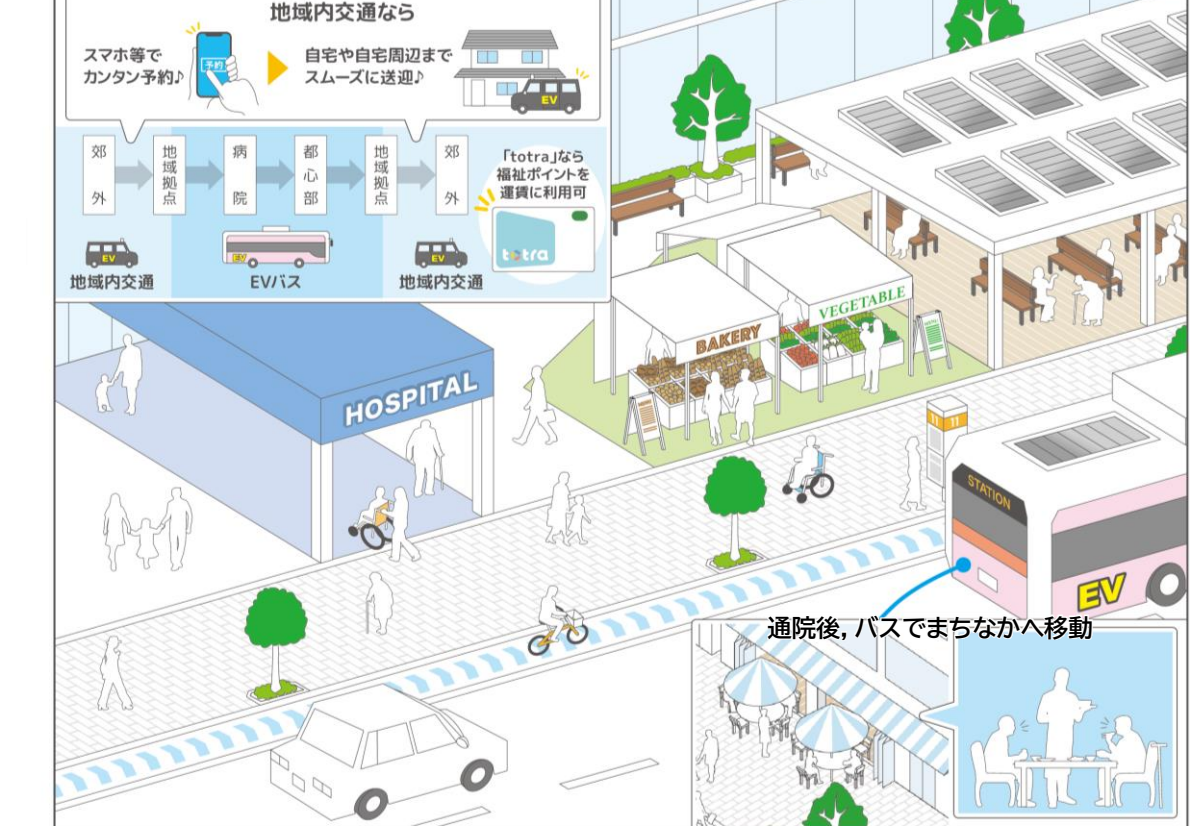 地域内交通なら
スマホ等で
カンタン予約♪
予約
自宅や自宅周辺まで
スムーズに送迎♪
EV
郊外
地域拠点
病院
都心部
地域拠点
郊外
「totra」なら
福祉ポイントを
運賃に利用可
totra
EV
地域内交通
EV
EVバス
EV
地域内交通
HOSPITAL
BAKERY
VEGETABLE
11
11
STATION
EV
通院後，バスでまちなかへ移動